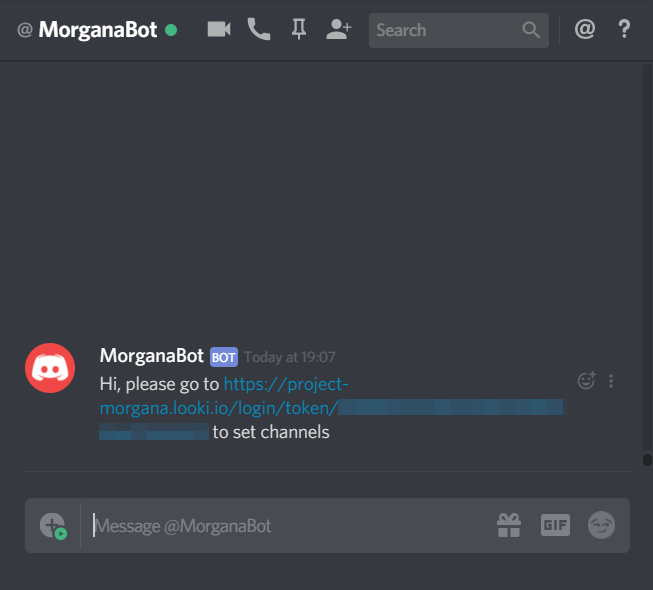 @ MorganaBot
Search
@ ?
MorganaBot BOT Today at 19:07
Hi, please go to https://project-
morgana.looki.io/login/token/
to set channels
Message @MorganaBot
GIF